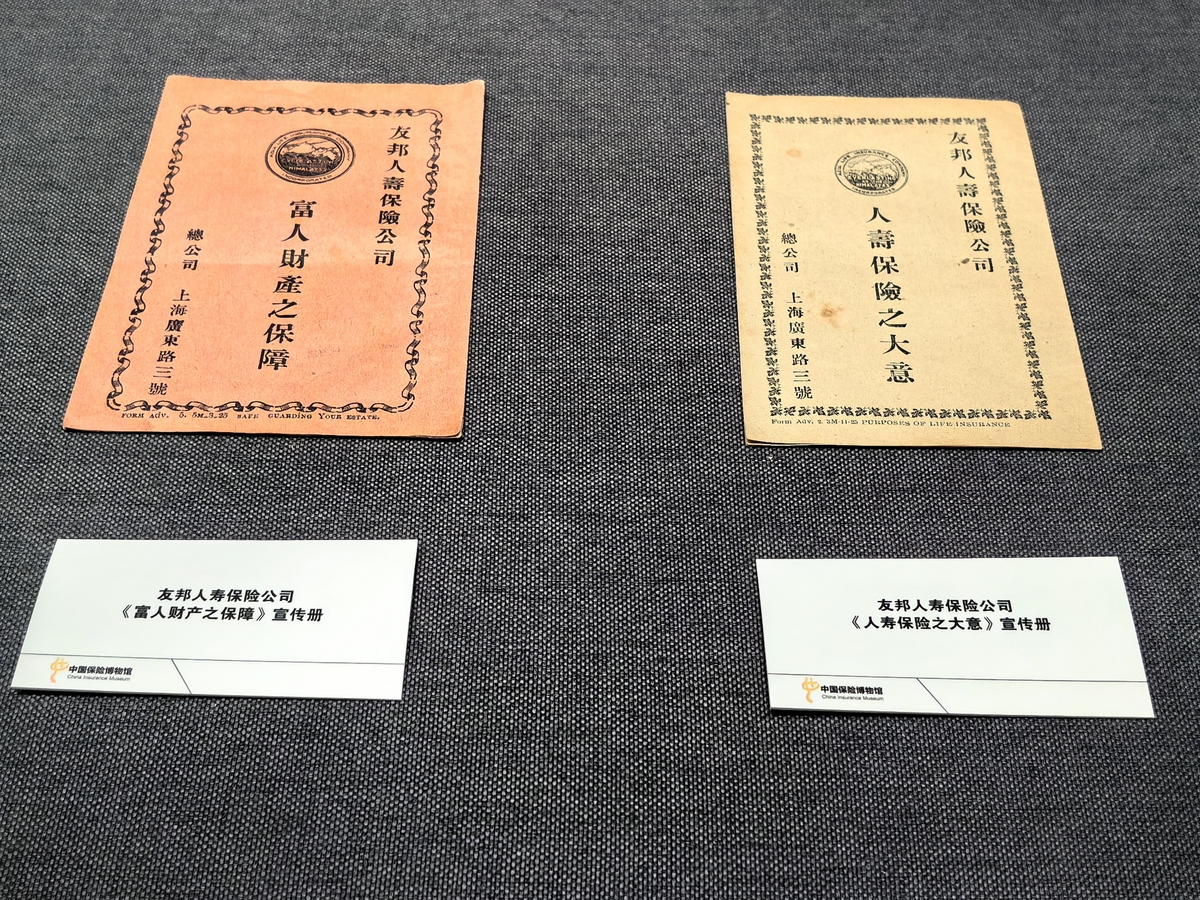 友邦人壽保險公司
HIMALAYAS
富人財產之保障
總公司 上海廣東路三號
FORM Adv. 5. 5M-3-25 SAFE GUARDING YOUR ESTATE.
友邦人壽保險公司
LIFE INSURANCE COMPANY
HIMALAYAS
人壽保險之大意
總公司 上海廣東路三號
Form Adv. 2. 3M-11-25 PURPOSES OF LIFE INSURANCE
友邦人寿保险公司
《富人财产之保障》宣传册
中国保险博物馆
China Insurance Museum
友邦人寿保险公司
《人寿保险之大意》宣传册
中国保险博物馆
China Insurance Museum